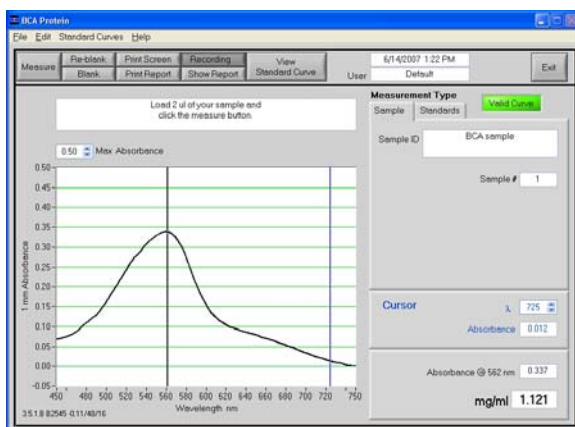 BCA Protein
File Edit Standard Curves Help
Measure Re-blank Print Screen Recording View Standard Curve 6/14/2007 1:22 PM Exit
Blank Print Report Show Report User Default
Load 2 ul of your sample and
click the measure button.
Measurement Type Valid Curve
Sample Standards
0.50 Max Absorbance
Sample ID BCA sample
Sample # 1
1 mm Absorbance
0.50
0.45
0.40
0.35
0.30
0.25
0.20
0.15
0.10
0.05
0.00
-0.05
450 480 500 520 540 560 580 600 620 640 660 680 700 720 750
Wavelength nm
Cursor λ 725
Absorbance 0.012
Absorbance @ 562 nm 0.337
mg/ml 1.121